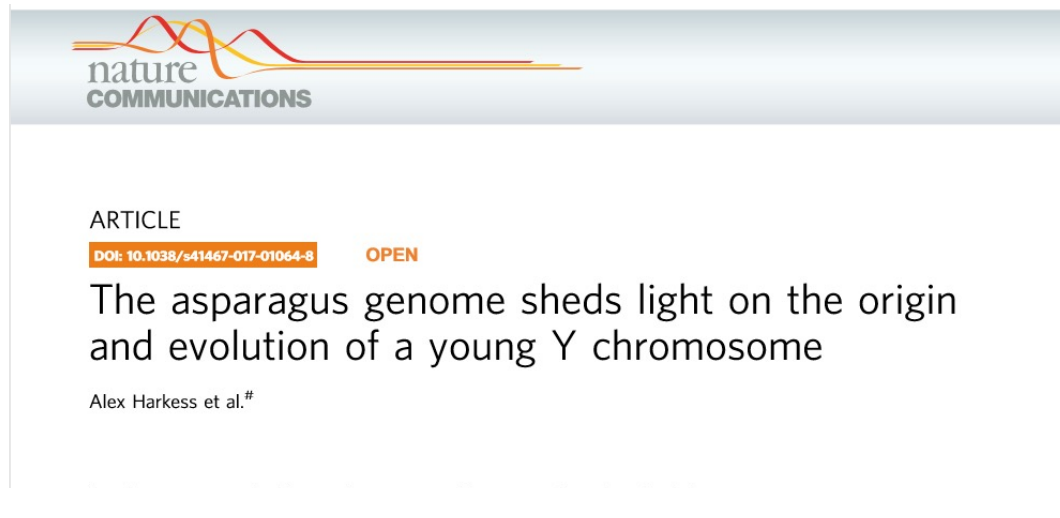 nature
COMMUNICATIONS
ARTICLE
DOI: 10.1038/s41467-017-01064-8 OPEN
The asparagus genome sheds light on the origin
and evolution of a young Y chromosome
Alex Harkess et al.#